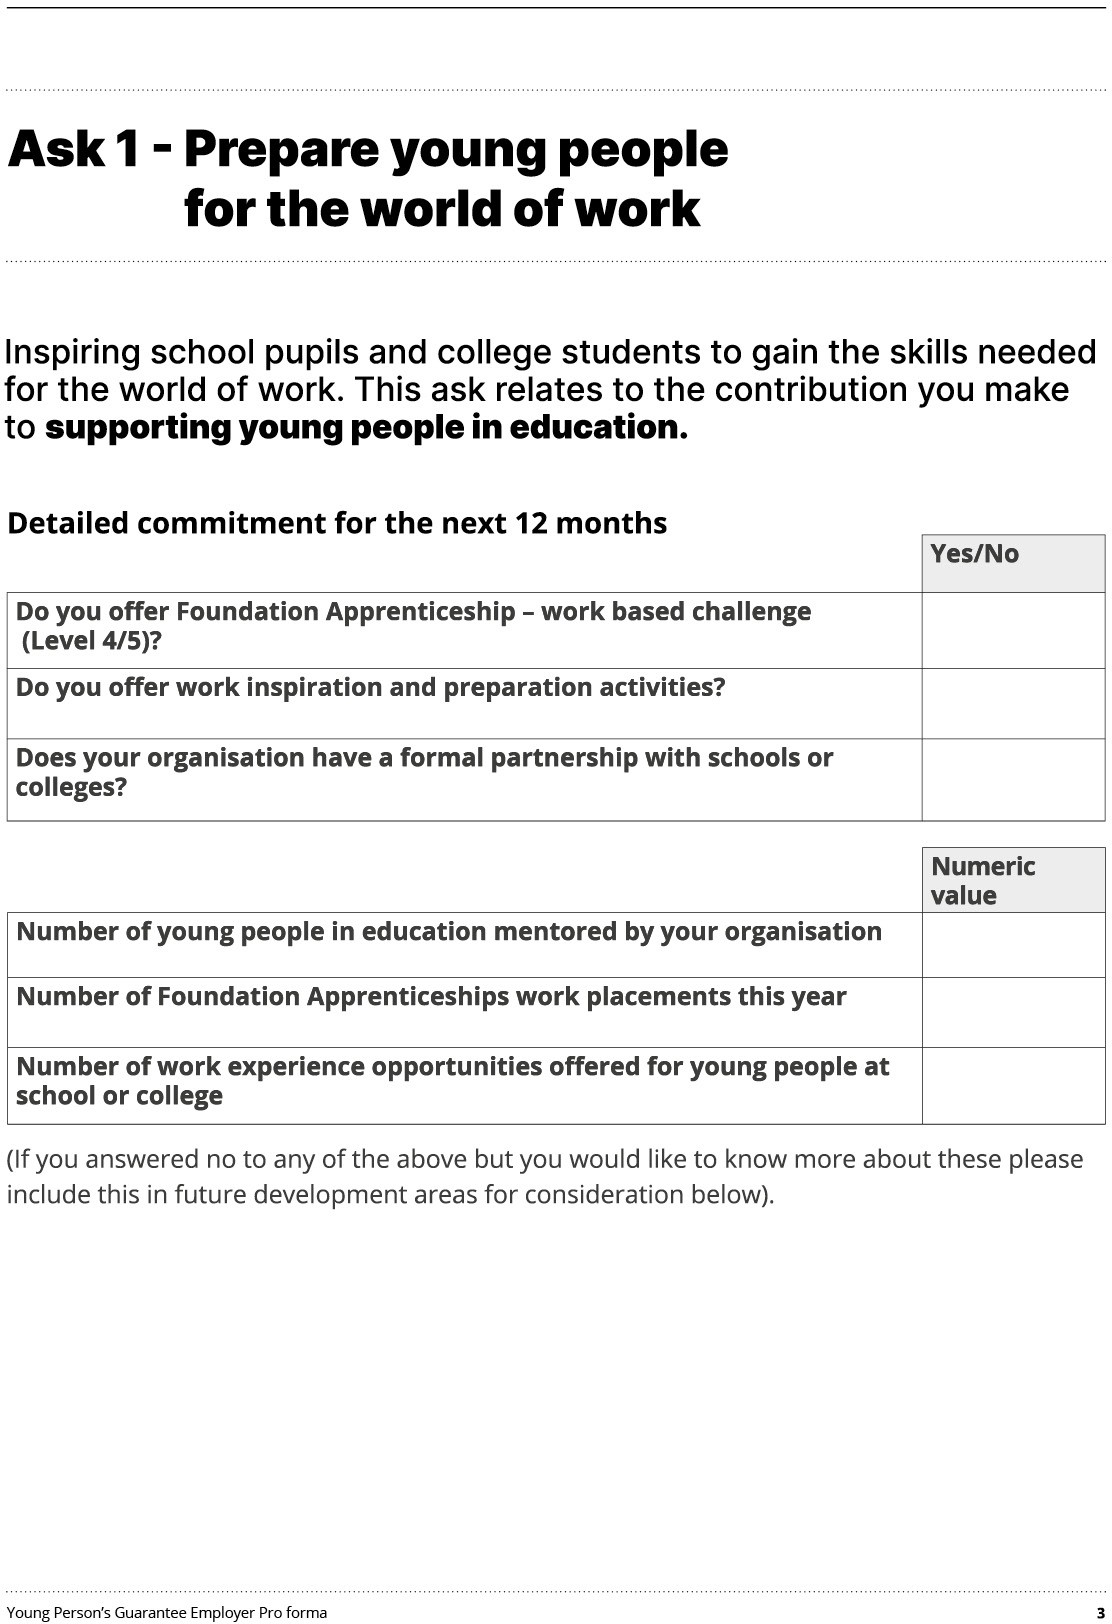 Ask 1 - Prepare young people
for the world of work
Inspiring school pupils and college students to gain the skills needed
for the world of work. This ask relates to the contribution you make
to supporting young people in education.
Detailed commitment for the next 12 months
Yes/No
Do you offer Foundation Apprenticeship – work based challenge
(Level 4/5)?
Do you offer work inspiration and preparation activities?
Does your organisation have a formal partnership with schools or
colleges?
Numeric
value
Number of young people in education mentored by your organisation
Number of Foundation Apprenticeships work placements this year
Number of work experience opportunities offered for young people at
school or college
(If you answered no to any of the above but you would like to know more about these please
include this in future development areas for consideration below).
Young Person’s Guarantee Employer Pro forma
3